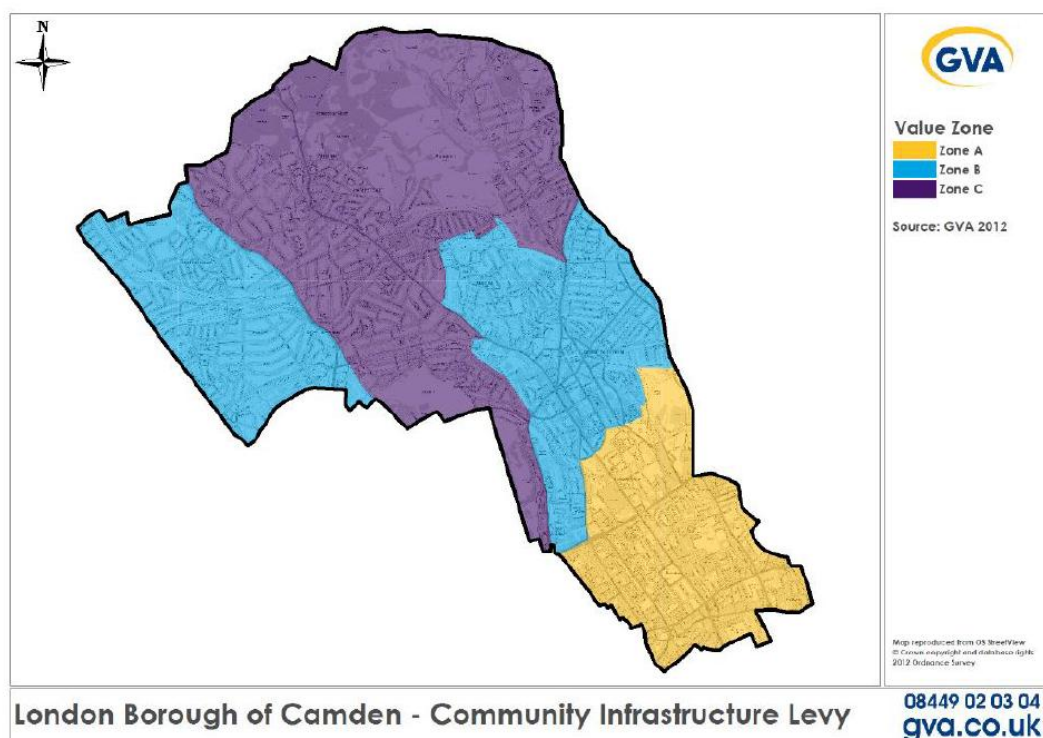 N
GVA
Value Zone
Zone A
Zone B
Zone C
Source: GVA 2012
Map reproduced from OS StreetView
© Crown copyright and database rights
2012 Ordnance Survey
London Borough of Camden - Community Infrastructure Levy
08449 02 03 04
gva.co.uk